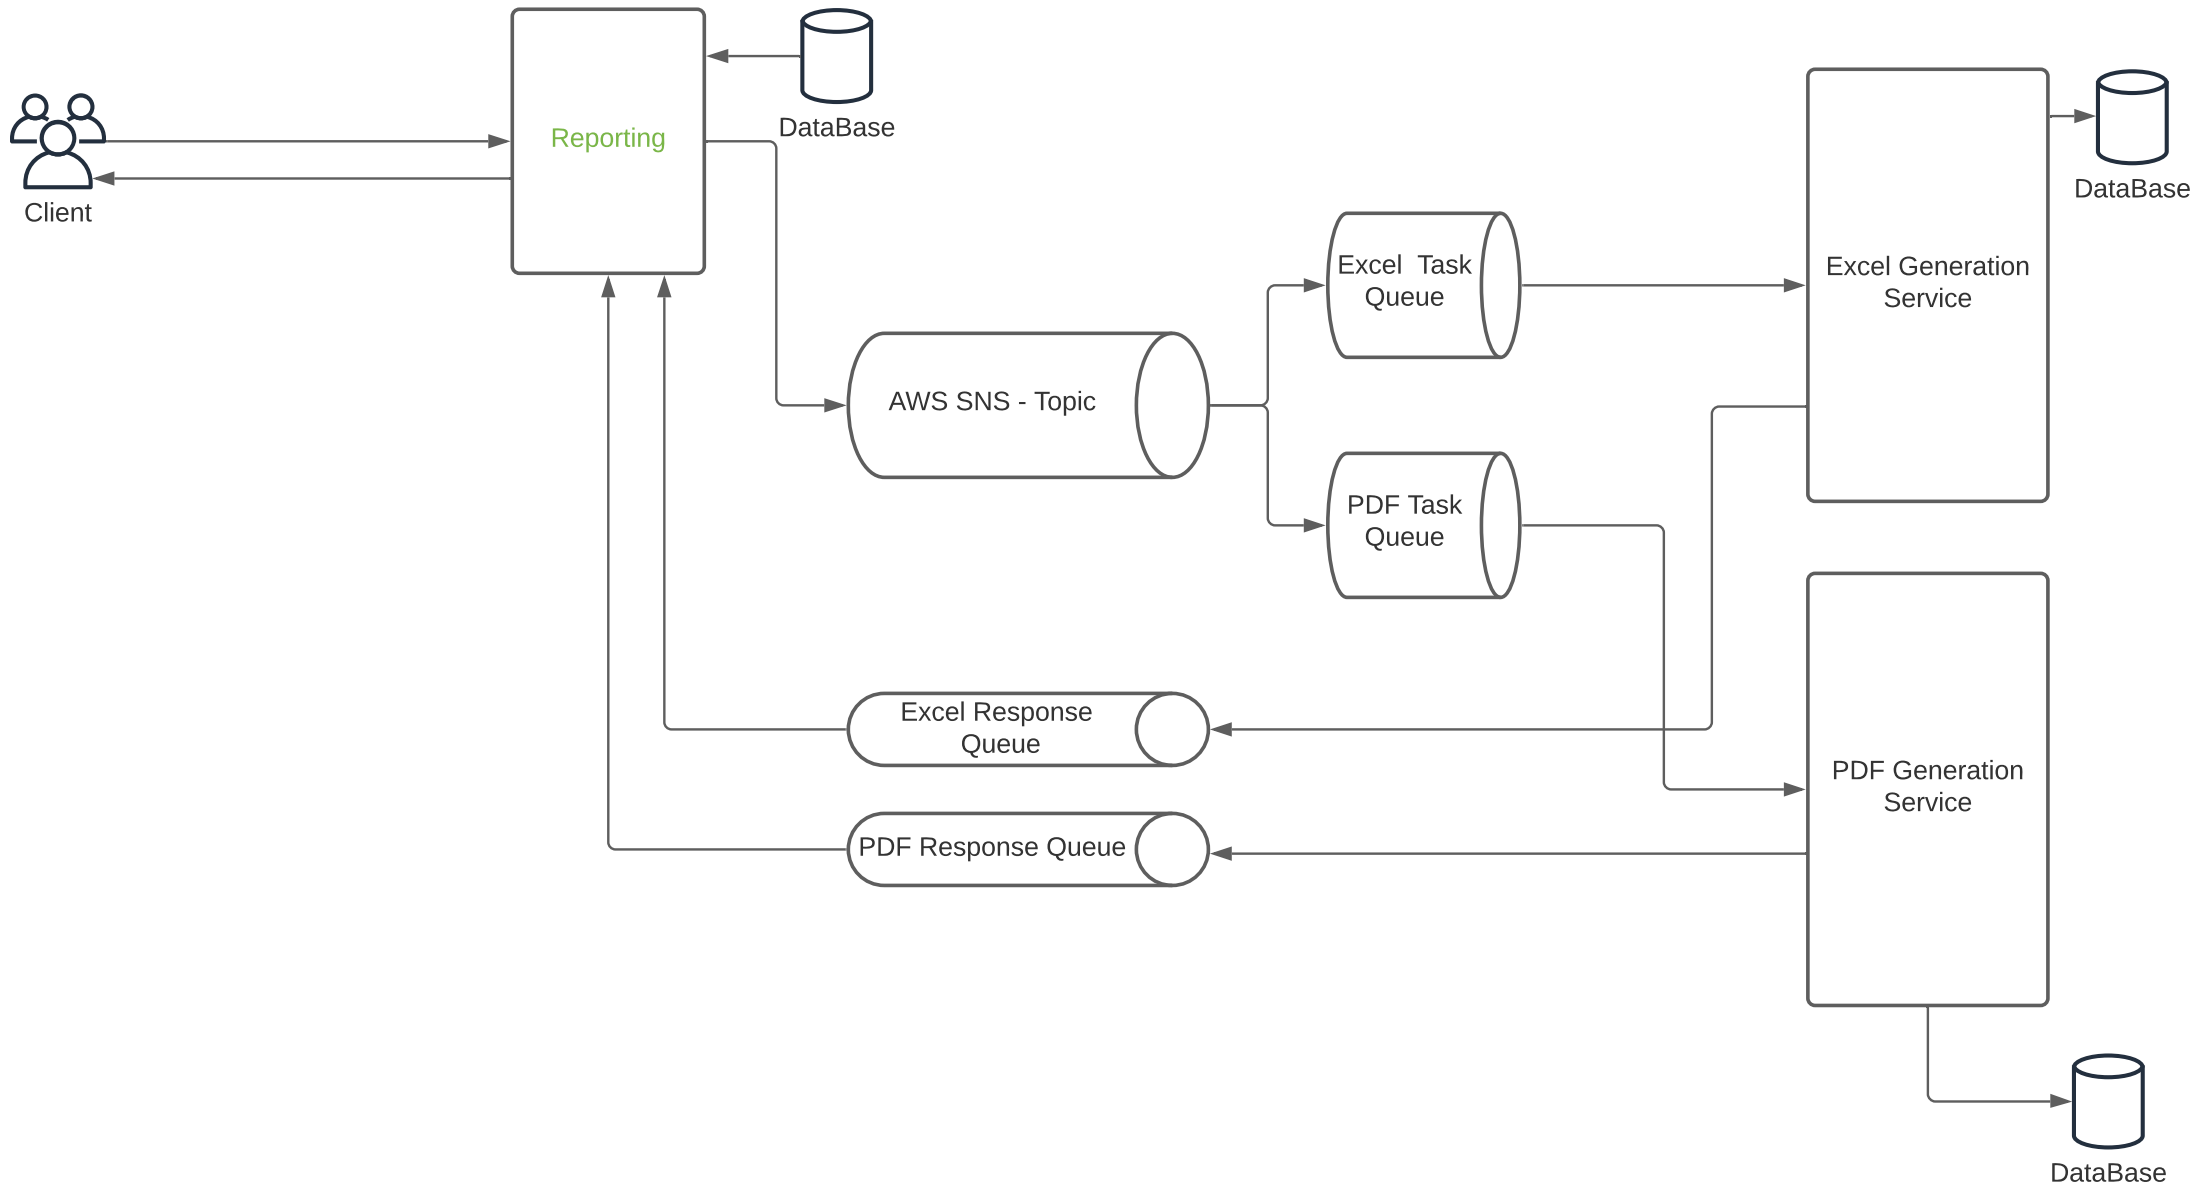 Reporting
DataBase
Client
DataBase
Excel  Task
Queue
Excel Generation
Service
AWS SNS - Topic
PDF Task
Queue
Excel Response
Queue
PDF Generation
Service
PDF Response Queue
DataBase